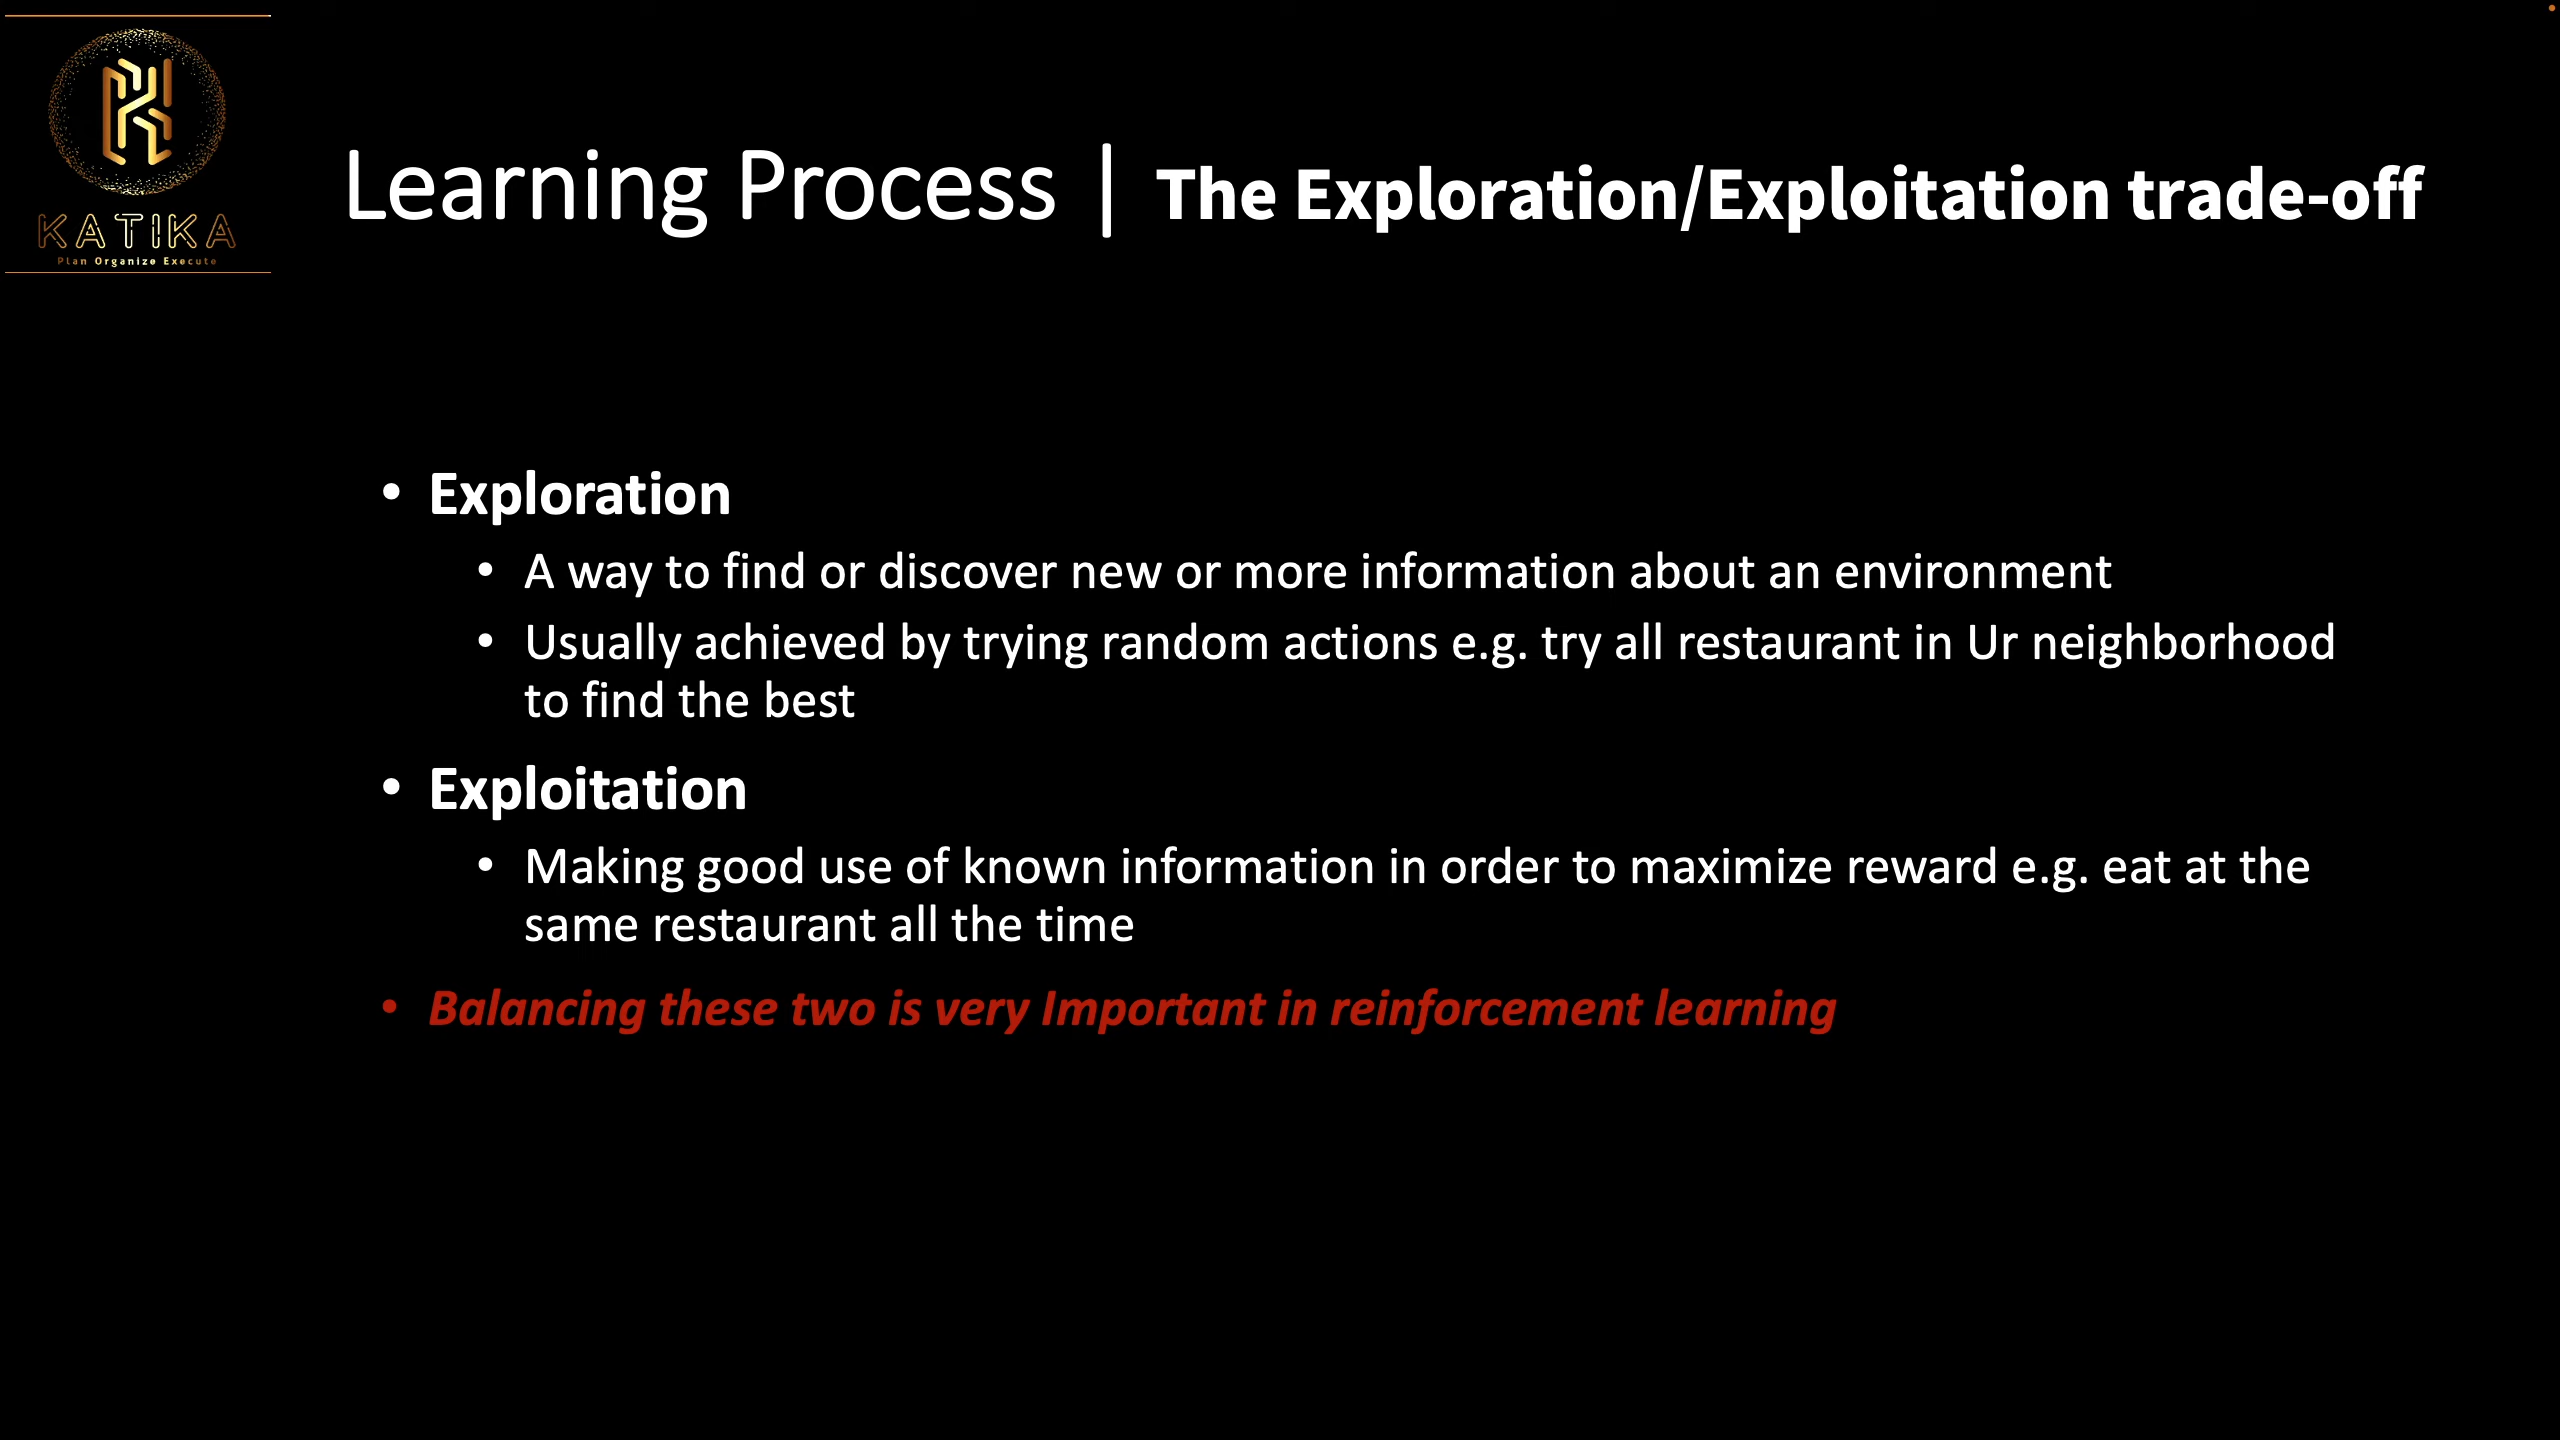 KATIKA
Plan Organize Execute
Learning Process | The Exploration/Exploitation trade-off
• Exploration
• A way to find or discover new or more information about an environment
• Usually achieved by trying random actions e.g. try all restaurant in Ur neighborhood
to find the best
• Exploitation
• Making good use of known information in order to maximize reward e.g. eat at the
same restaurant all the time
• Balancing these two is very Important in reinforcement learning